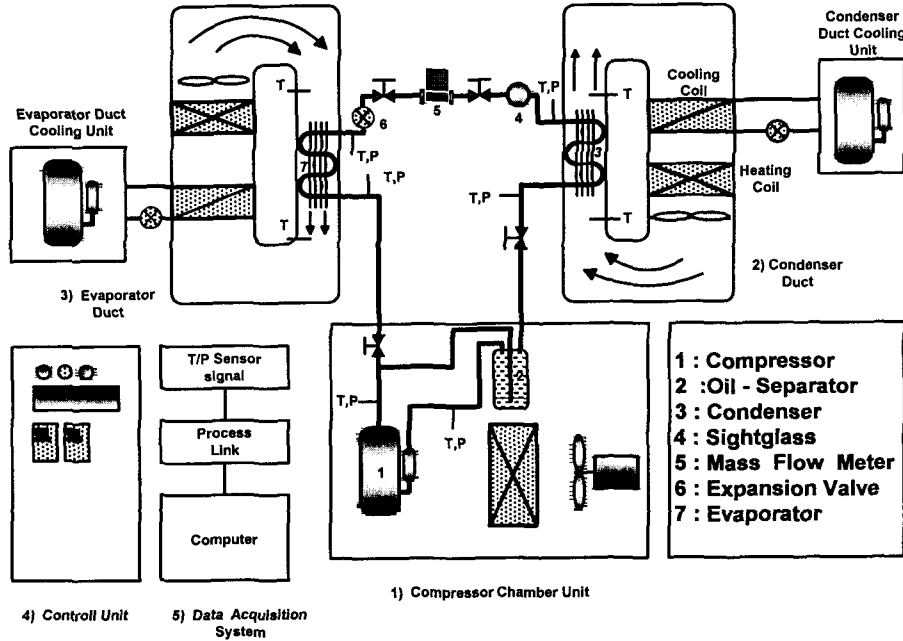 Condenser
Duct Cooling
Unit
Cooling
Coil
T
T
T,P
5
4
6
Evaporator Duct
Cooling Unit
7
T,P
3
T,P
Heating
Coil
T,P
T
T
2) Condenser
Duct
3) Evaporator
Duct
T/P Sensor
signal
Process
Link
Computer
T,P
2
T,P
1
1 : Compressor
2 :Oil - Separator
3 : Condenser
4 : Sightglass
5 : Mass Flow Meter
6 : Expansion Valve
7 : Evaporator
1) Compressor Chamber Unit
4) Controll Unit
5) Data Acquisition
System